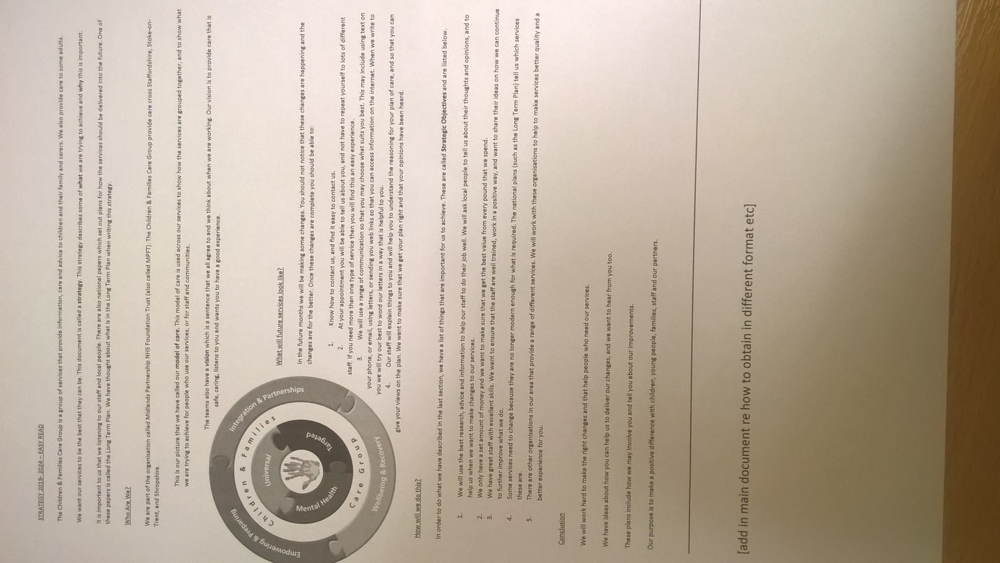 STRATEGY 2019- 2024 – EASY READ
The Children & Families Care Group is a group of services that provide information, care and advice to children and their family and carers. We also provide care to some adults.
We want our services to be the best that they can be. This document is called a strategy. This strategy describes some of what we are trying to achieve and why this is important.
It is important to us that we listening to our staff and local people. There are also national papers which set out plans for how the services should be delivered into the future. One of
these papers is called the Long Term Plan. We have thought about what is in the Long Term Plan when writing this strategy.
Who Are We?
We are part of the organisation called Midlands Partnership NHS Foundation Trust (also called MPFT). The Children & Families Care Group provide care cross Staffordshire, Stoke-on-
Trent, and Shropshire.
This is our picture that we have called our model of care. This model of care is used across our services to show how the services are grouped together, and to show what
we are trying to achieve for people who use our services, or for staff and communities.
The teams also have a vision which is a sentence that we all agree to and we think about when we are working. Our vision is to provide care that is
safe, caring, listens to you and wants you to have a good experience.
Empowering & Preparing
Integration & Partnerships
Wellbeing & Recovery
Children & Families
Care Group
Universal
Targeted
Mental Health
What will future services look like?
In the future months we will be making some changes. You should not notice that these changes are happening and the
changes are for the better. Once these changes are complete you should be able to:
1. Know how to contact us, and find it easy to contact us.
2. At your appointment you will be able to tell us about you, and not have to repeat yourself to lots of different
staff. If you need more than one type of service then you will find this an easy experience.
3. We will use a range of communication so that you may choose what suits you best. This may include using text on
your phone, or email, using letters, or sending you web links so that you can access information on the internet. When we write to
you we will try our best to word our letters in a way that is helpful to you.
4. Our staff will explain things to you and will help you to understand the reasoning for your plan of care, and so that you can
give your views on the plan. We want to make sure that we get your plan right and that your opinions have been heard.
How will we do this?
In order to do what we have described in the last section, we have a list of things that are important for us to achieve. These are called Strategic Objectives and are listed below.
1. We will use the best research, advice and information to help our staff to do their job well. We will ask local people to tell us about their thoughts and opinions, and to
help us when we want to make changes to our services.
2. We only have a set amount of money and we want to make sure that we get the best value from every pound that we spend.
3. We have great staff with excellent skills. We want to ensure that the staff are well trained, work in a positive way, and want to share their ideas on how we can continue
to further improve what we do.
4. Some services need to change because they are no longer modern enough for what is required. The national plans (such as the Long Term Plan) tell us which services
these are.
5. There are other organisations in our area that provide a range of different services. We will work with these organisations to help to make services better quality and a
better experience for you.
Conclusion
We will work hard to make the right changes and that help people who need our services.
We have ideas about how you can help us to deliver our changes, and we want to hear from you too.
These plans include how we may involve you and tell you about our improvements.
Our purpose is to make a positive difference with children, young people, families, staff and our partners.
[add in main document re how to obtain in different format etc]